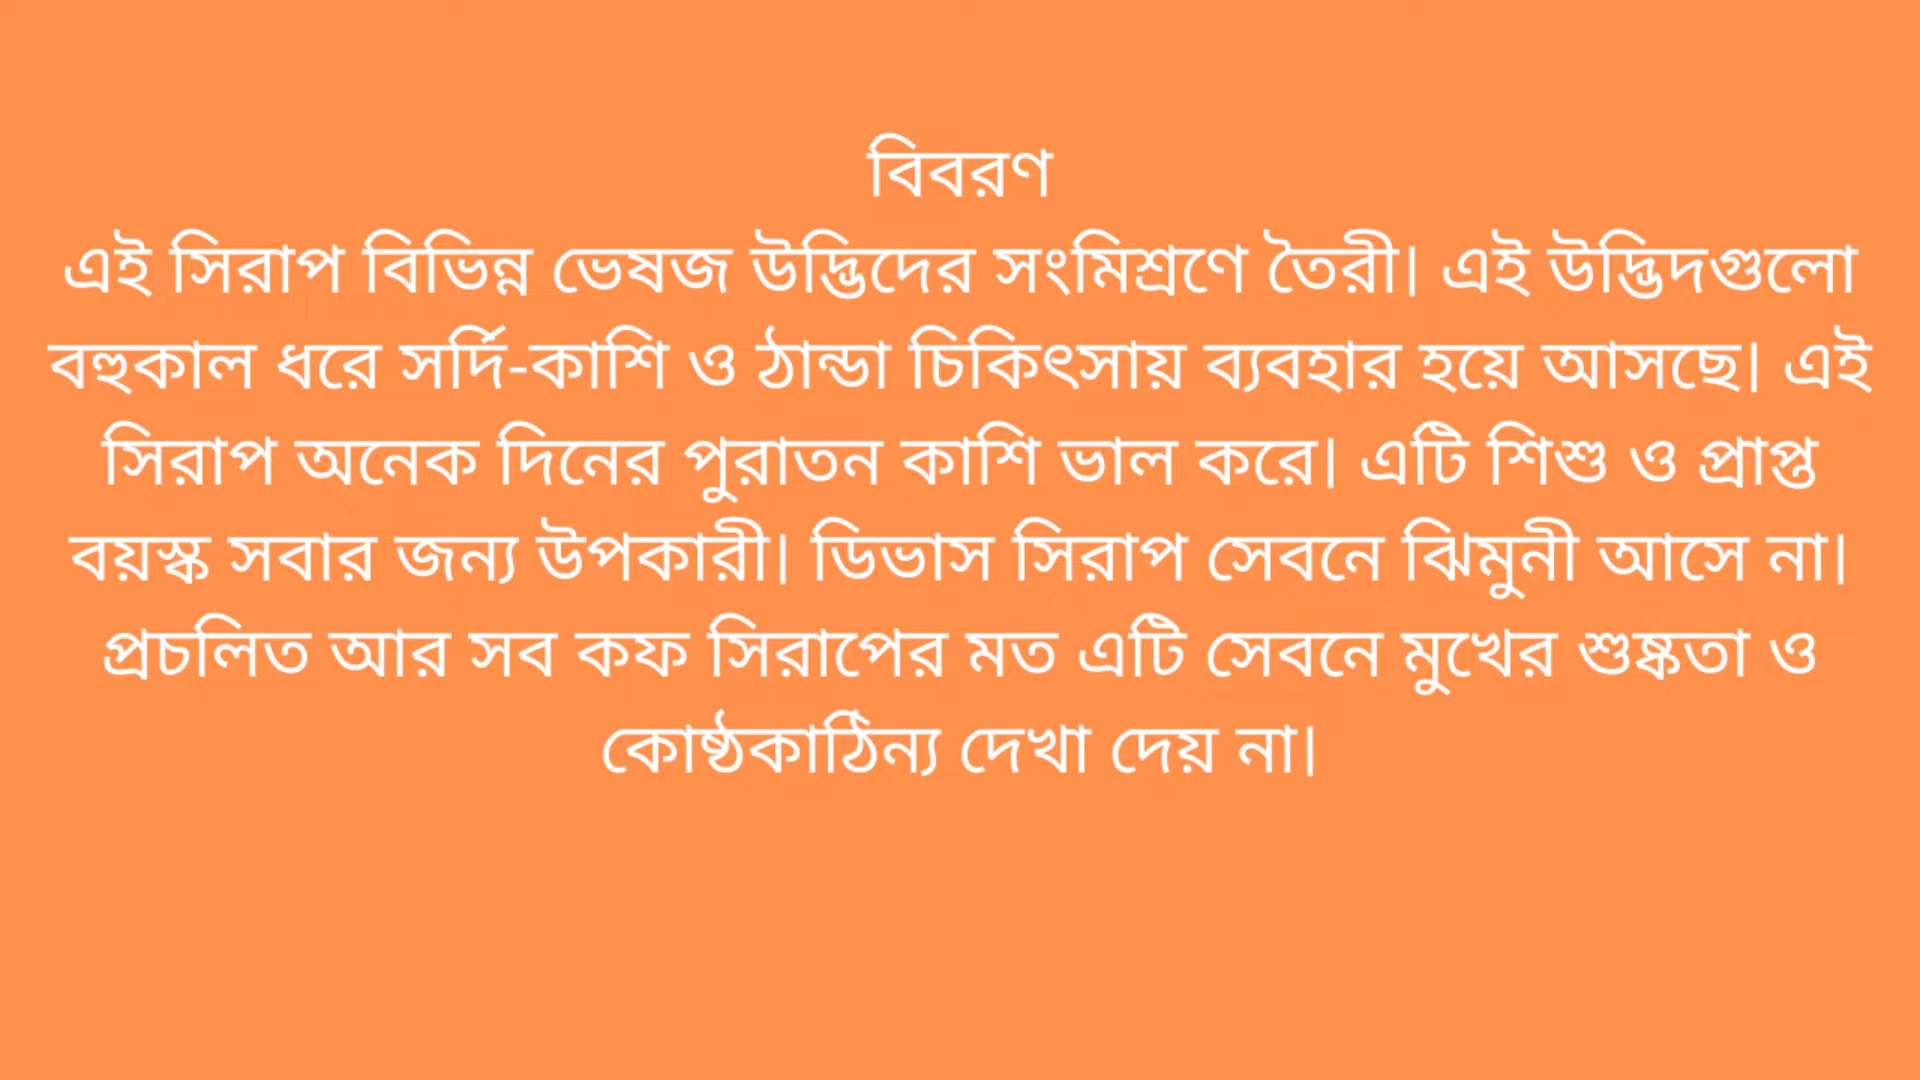 বিবরণ
এই সিরাপ বিভিন্ন ভেষজ উদ্ভিদের সংমিশ্রণে তৈরী। এই উদ্ভিদগুলো
বহুকাল ধরে সর্দি-কাশি ও ঠান্ডা চিকিৎসায় ব্যবহার হয়ে আসছে। এই
সিরাপ অনেক দিনের পুরাতন কাশি ভাল করে। এটি শিশু ও প্রাপ্ত
বয়স্ক সবার জন্য উপকারী। ডিভাস সিরাপ সেবনে ঝিমুনী আসে না।
প্রচলিত আর সব কফ সিরাপের মত এটি সেবনে মুখের শুষ্কতা ও
কোষ্ঠকাঠিন্য দেখা দেয় না।